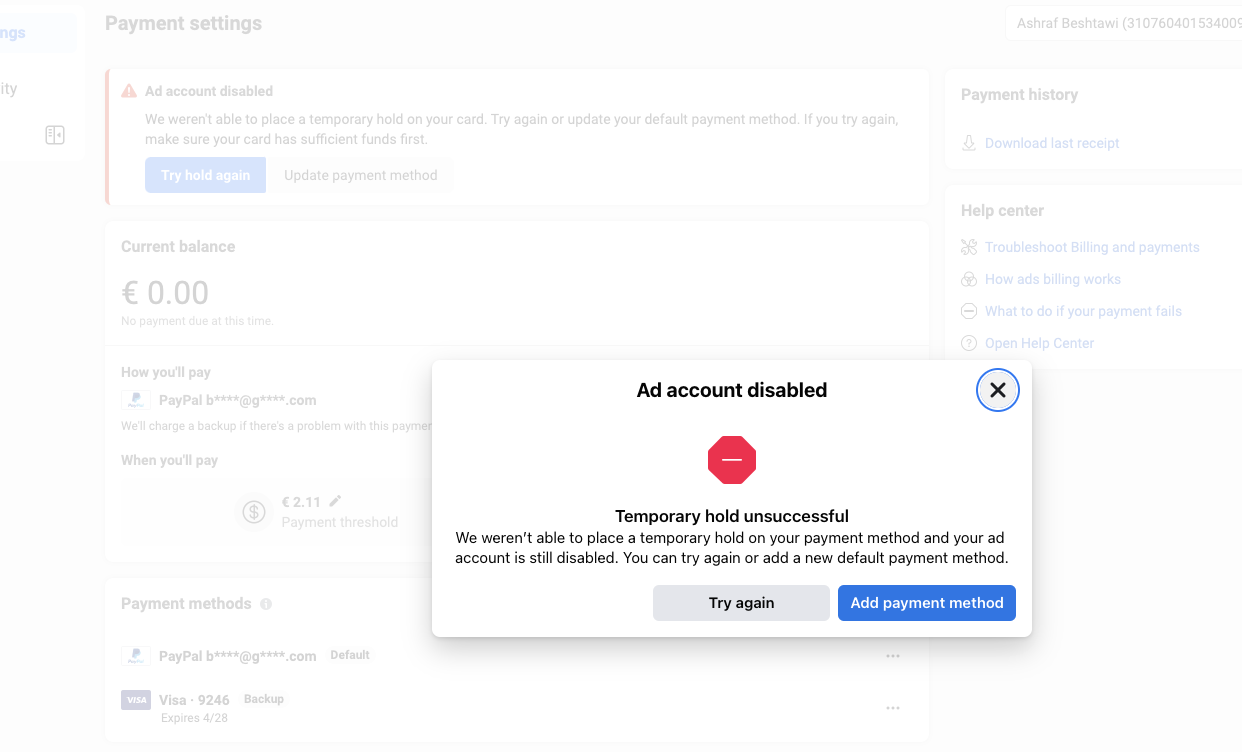 ngs
Payment settings
Ashraf Beshtawi (310760401534009
ity
Ad account disabled
We weren't able to place a temporary hold on your card. Try again or update your default payment method. If you try again,
make sure your card has sufficient funds first.
Try hold again
Update payment method
Payment history
Download last receipt
Help center
Troubleshoot Billing and payments
How ads billing works
What to do if your payment fails
Open Help Center
Current balance
€ 0.00
No payment due at this time.
How you'll pay
PayPal
PayPal b****@g****.com
We'll charge a backup if there's a problem with this paymen
When you'll pay
€ 2.11
Payment threshold
Ad account disabled
Temporary hold unsuccessful
We weren't able to place a temporary hold on your payment method and your ad
account is still disabled. You can try again or add a new default payment method.
Try again
Add payment method
Payment methods
PayPal
PayPal b****@g****.com
Default
VISA
Visa · 9246
Backup
Expires 4/28